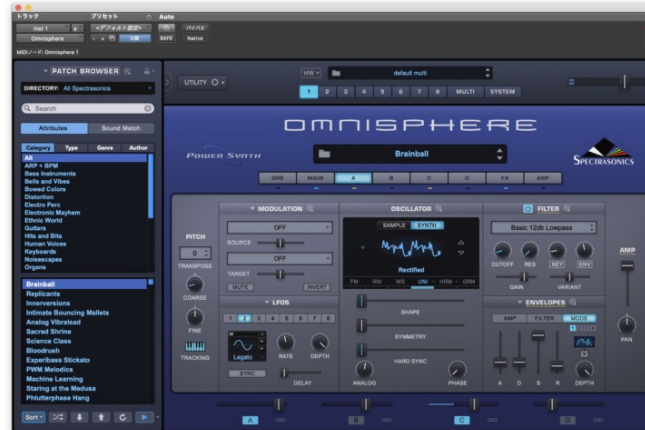 トラック プリセット Auto
Inst 1 <デフォルト設定> バイパス
Omnisphere 比較 SAFE Native
MIDIノード: Omnisphere 1
PATCH BROWSER
DIRECTORY: All Spectrasonics
Search
Attributes Sound Match
Category Type Genre Author
All
ARP + BPM
Bass Instruments
Bells and Vibes
Bowed Colors
Distortion
Electro Perc
Electronic Mayhem
Ethnic World
Guitars
Hits and Bits
Human Voices
Keyboards
Noisescapes
Organs
Brainball
Replicants
Innerversions
Intimate Bouncing Mallets
Analog Vibralead
Sacred Shrine
Science Class
Bloodrush
Experibass Stickato
PWM Melodics
Machine Learning
Staring at the Medusa
Phlutterphase Hang
Sort
UTILITY
HW default multi
1 2 3 4 5 6 7 8 MULTI SYSTEM
OMNISPHERE
POWER SYNTH Brainball SPECTRASONICS
ORB MAIN A B C D FX ARP
PITCH
0
TRANSPOSE
COARSE
FINE
TRACKING
MODULATION
OFF
SOURCE
OFF
TARGET
MUTE INVERT
LFOS
1 2 3 4 5 6 7 8
Legato RATE DEPTH
SYNC DELAY
OSCILLATOR
SAMPLE SYNTH
Rectified
FM RM WS UNI HRM GRN
SHAPE
SYMMETRY
HARD SYNC
ANALOG PHASE
FILTER
Basic 12db Lowpass
CUTOFF RES KEY ENV
GAIN VARIANT
ENVELOPES
AMP FILTER MODS
A D S R DEPTH
AMP
PAN
A B C D